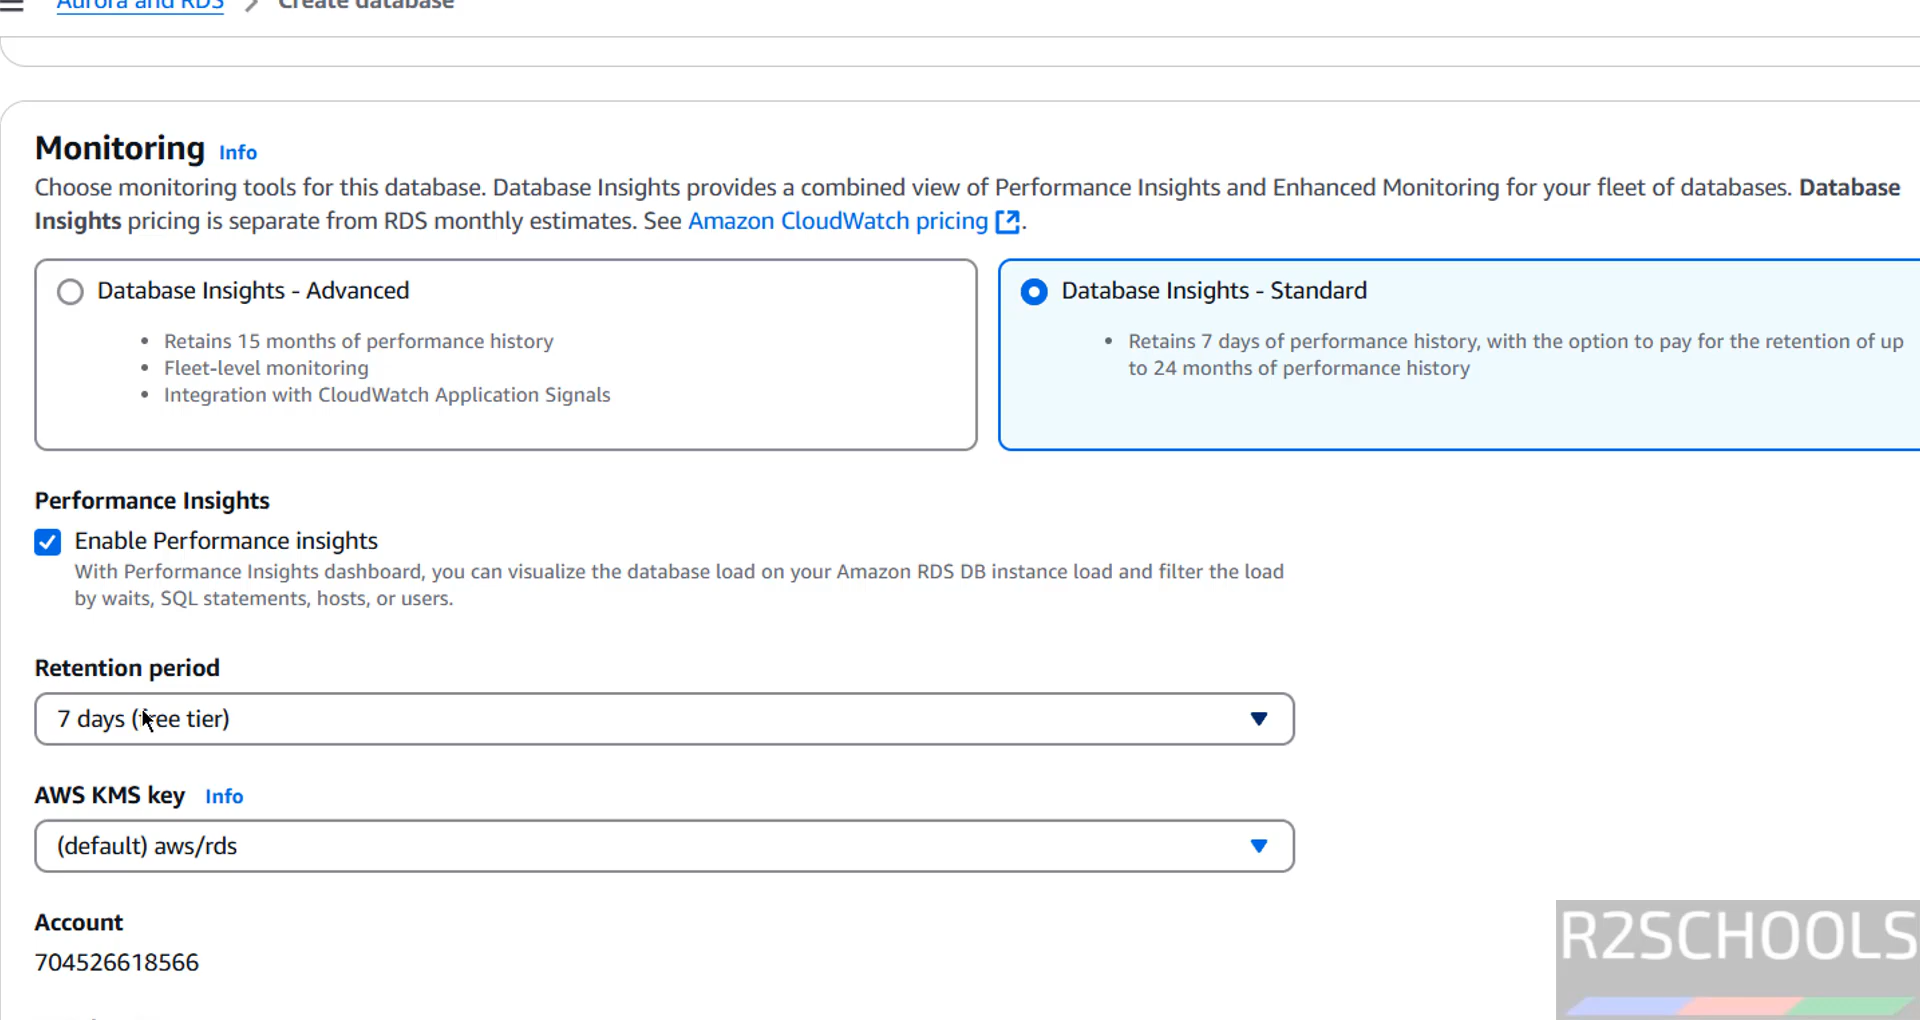 Aurora and RDS > Create database
Monitoring Info
Choose monitoring tools for this database. Database Insights provides a combined view of Performance Insights and Enhanced Monitoring for your fleet of databases. Database
Insights pricing is separate from RDS monthly estimates. See Amazon CloudWatch pricing.
Database Insights - Advanced
• Retains 15 months of performance history
• Fleet-level monitoring
• Integration with CloudWatch Application Signals
Database Insights - Standard
• Retains 7 days of performance history, with the option to pay for the retention of up
to 24 months of performance history
Performance Insights
Enable Performance insights
With Performance Insights dashboard, you can visualize the database load on your Amazon RDS DB instance load and filter the load
by waits, SQL statements, hosts, or users.
Retention period
7 days (free tier)
AWS KMS key Info
(default) aws/rds
Account
704526618566
R2SCHOOLS